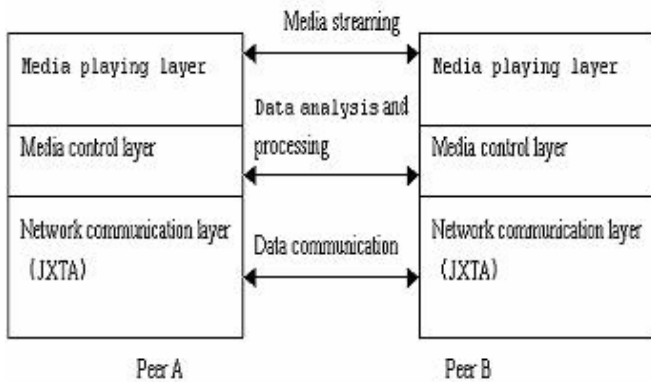 Media streaming
Media playing layer
Media playing layer
Data analysis and
processing
Media control layer
Media control layer
Network communication layer
(JXTA)
Data communication
Network communication layer
(JXTA)
Peer A
Peer B